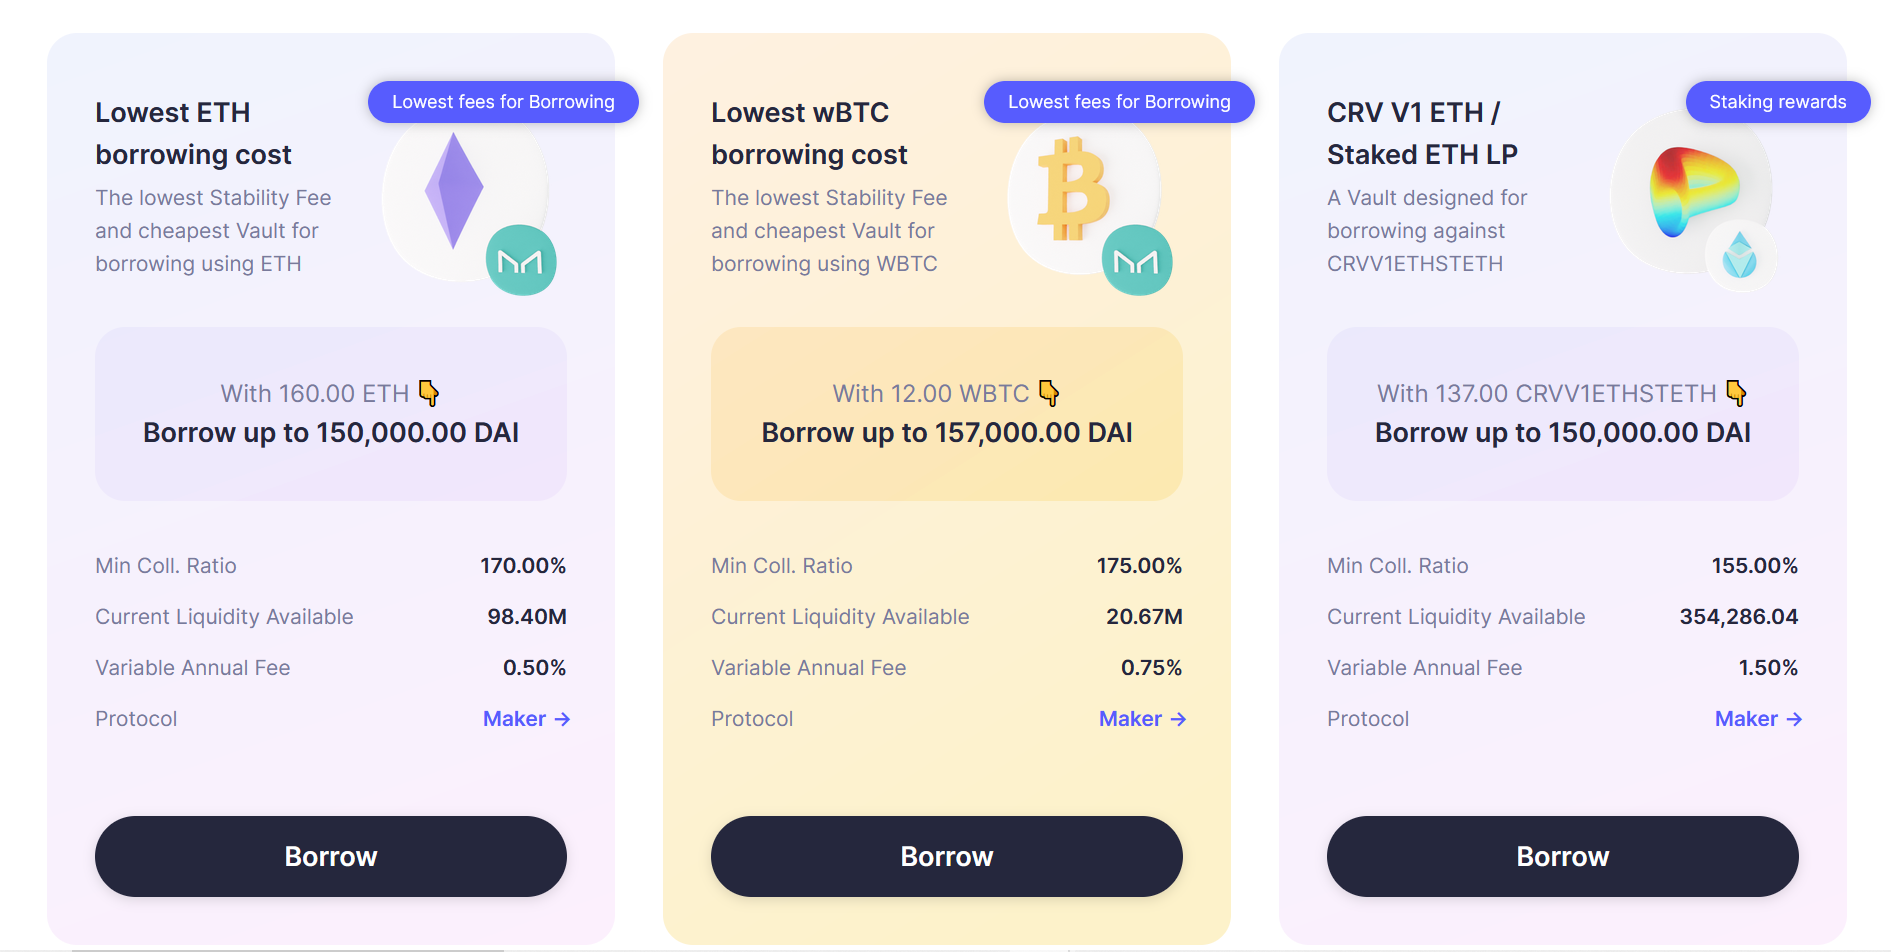 Lowest fees for Borrowing
Lowest ETH
borrowing cost
The lowest Stability Fee
and cheapest Vault for
borrowing using ETH
With 160.00 ETH 👇
Borrow up to 150,000.00 DAI
Min Coll. Ratio 170.00%
Current Liquidity Available 98.40M
Variable Annual Fee 0.50%
Protocol Maker →
Borrow
Lowest fees for Borrowing
Lowest wBTC
borrowing cost
The lowest Stability Fee
and cheapest Vault for
borrowing using WBTC
With 12.00 WBTC 👇
Borrow up to 157,000.00 DAI
Min Coll. Ratio 175.00%
Current Liquidity Available 20.67M
Variable Annual Fee 0.75%
Protocol Maker →
Borrow
Staking rewards
CRV V1 ETH /
Staked ETH LP
A Vault designed for
borrowing against
CRVV1ETHSTETH
With 137.00 CRVV1ETHSTETH 👇
Borrow up to 150,000.00 DAI
Min Coll. Ratio 155.00%
Current Liquidity Available 354,286.04
Variable Annual Fee 1.50%
Protocol Maker →
Borrow